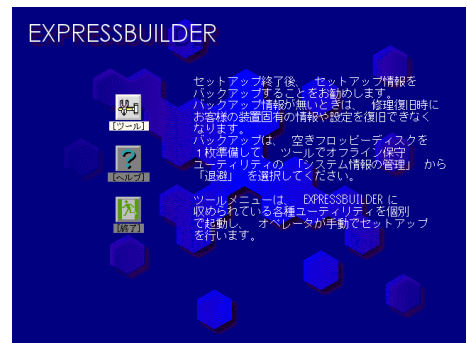 EXPRESSBUILDER
セットアップ終了後、 セットアップ情報を
バックアップすることをお勧めします。
バックアップ情報が無いときは、 修理復旧時に
お客様の装置固有の情報や設定を復旧できなく
なります。
バックアップは、 空きフロッピーディスクを
1枚準備して、 ツールでオフライン保守
ユーティリティの 「システム情報の管理」 から
「退避」 を選択してください。
[ツール]
[ヘルプ]
ツールメニューは、 EXPRESSBUILDER に
収められている各種ユーティリティを個別
で起動し、 オペレータが手動でセットアップ
を行います。
[終了]